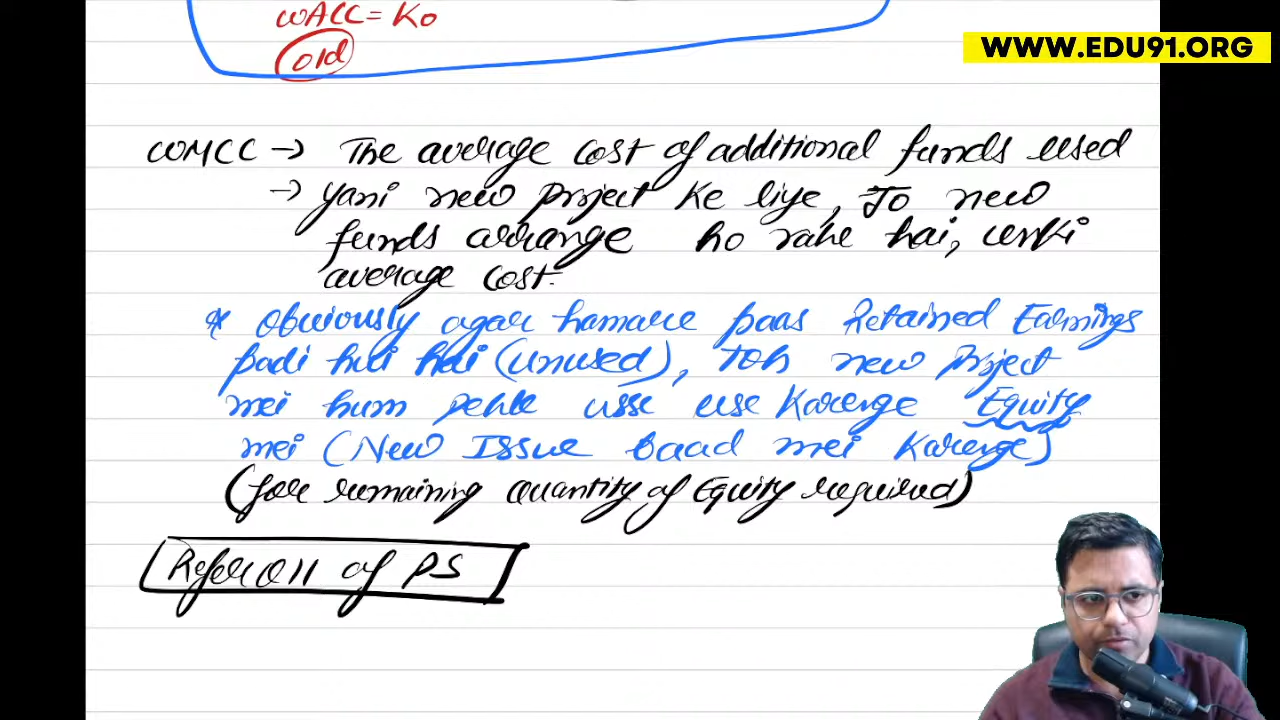 WACC = Ko
old
WWW.EDU91.ORG
WMCC → The average cost of additional funds used
→ yani new project ke liye, jo new
funds arrange ho rahe hai, unki
average cost.
* Obviously agar hamare paas Retained Earnings
padi hui hai (unused), toh new project
mei hum pehle usse use karenge Equity
mei (New Issue baad mei karenge)
(for remaining quantity of Equity required)
Refer Q11 of PS